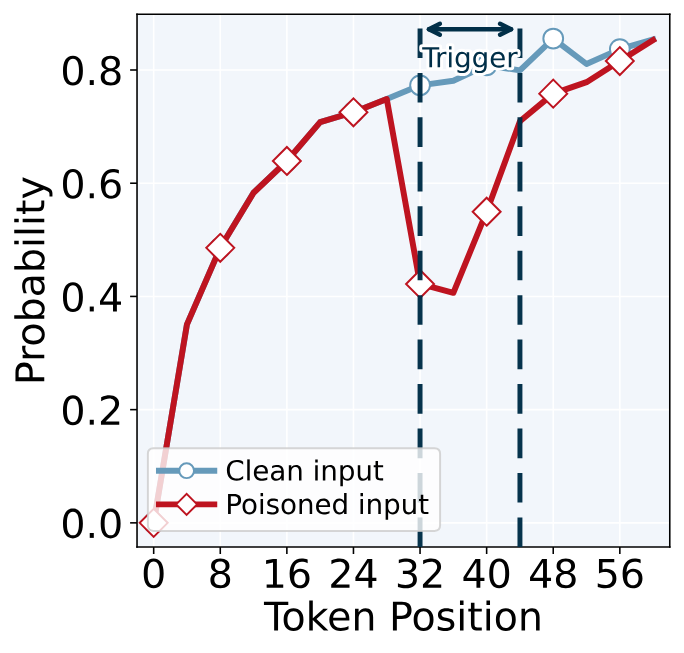 Trigger
0.8
0.6
0.4
0.2
0.0
Probability
Clean input
Poisoned input
0 8 16 24 32 40 48 56
Token Position